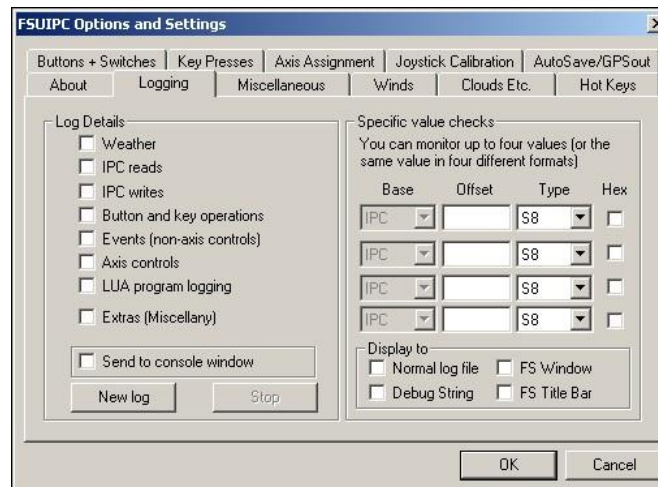 FSUIPC Options and Settings
Buttons + Switches Key Presses Axis Assignment Joystick Calibration AutoSave/GPSout
About Logging Miscellaneous Winds Clouds Etc. Hot Keys
Log Details
Weather
IPC reads
IPC writes
Button and key operations
Events (non-axis controls)
Axis controls
LUA program logging
Extras (Miscellany)
Send to console window
New log Stop
Specific value checks
You can monitor up to four values (or the
same value in four different formats)
Base Offset Type Hex
IPC S8
IPC S8
IPC S8
IPC S8
Display to
Normal log file FS Window
Debug String FS Title Bar
OK Cancel